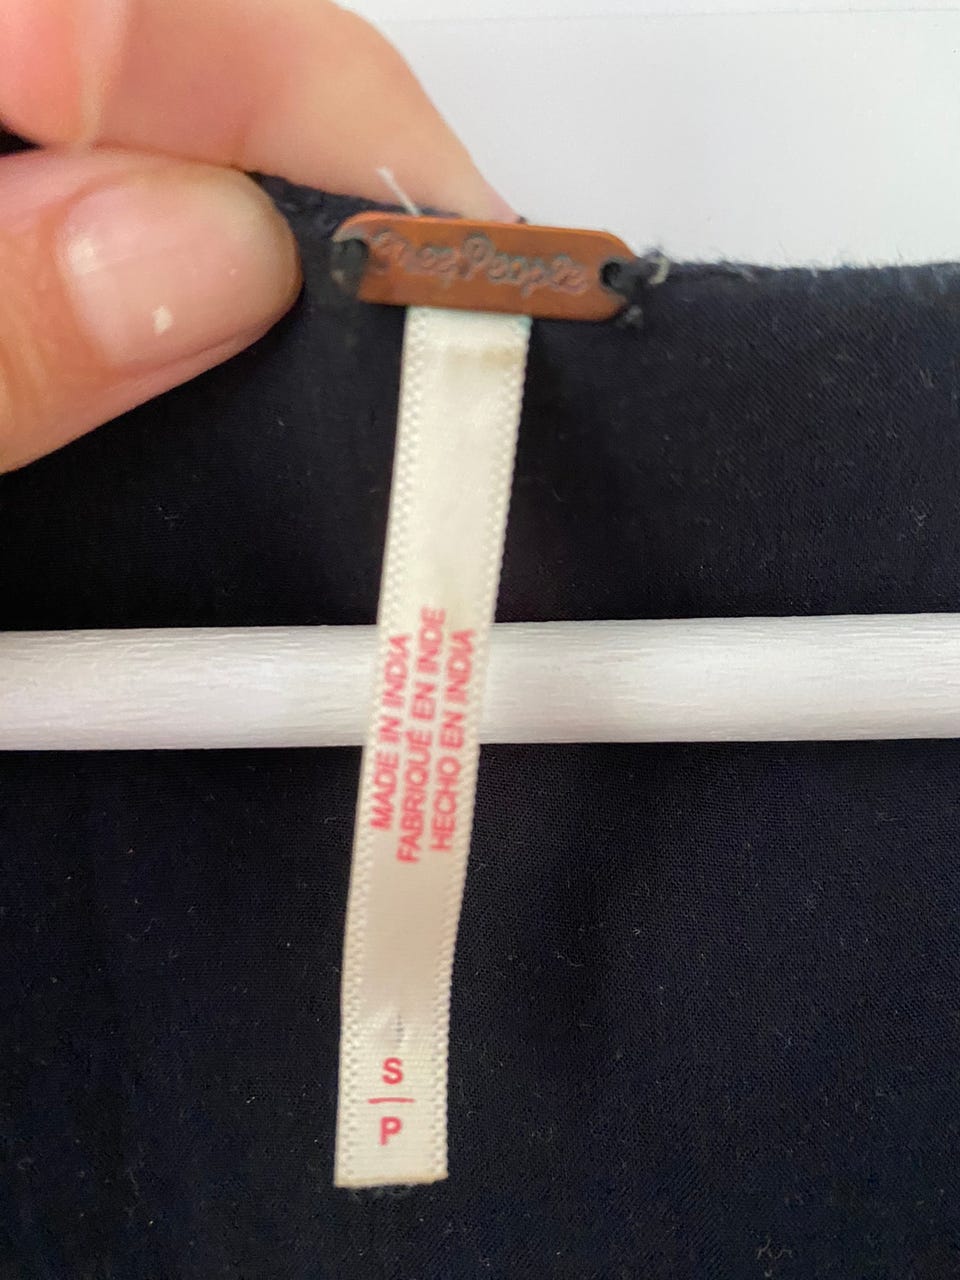 Free People
MADE IN INDIA
FABRIQUÉ EN INDE
HECHO EN INDIA
S
P